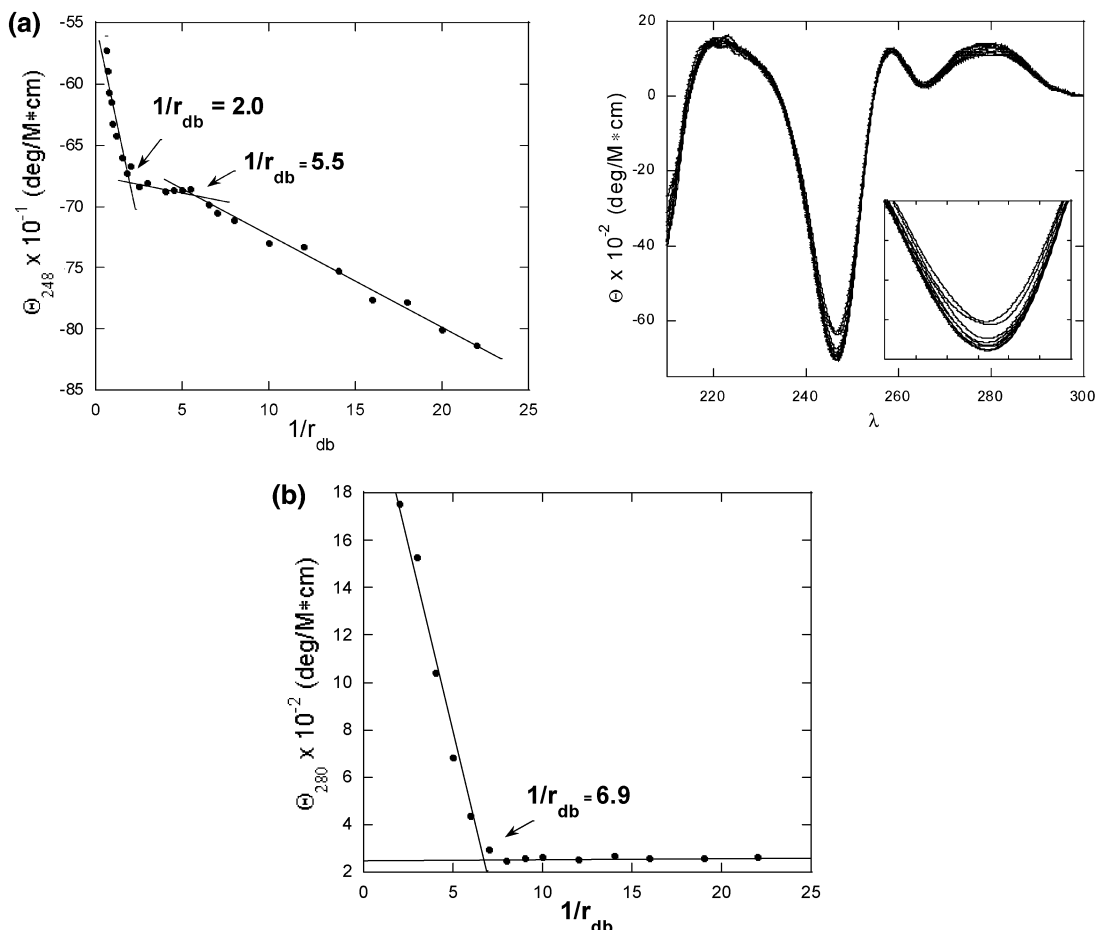 (a)
-55
-60
-65
-70
-75
-80
-85
Θ248 x 10-1 (deg/M*cm)
1/rdb = 2.0
1/rdb = 5.5
0 5 10 15 20 25
1/rdb
20
0
-20
-40
-60
Θ x 10-2 (deg/M*cm)
220 240 260 280 300
λ
(b)
18
16
14
12
10
8
6
4
2
Θ280 x 10-2 (deg/M*cm)
1/rdb = 6.9
0 5 10 15 20 25
1/rdb